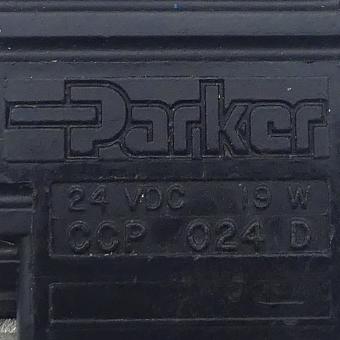 Parker
24 VDC 19 W
CCP 024 D